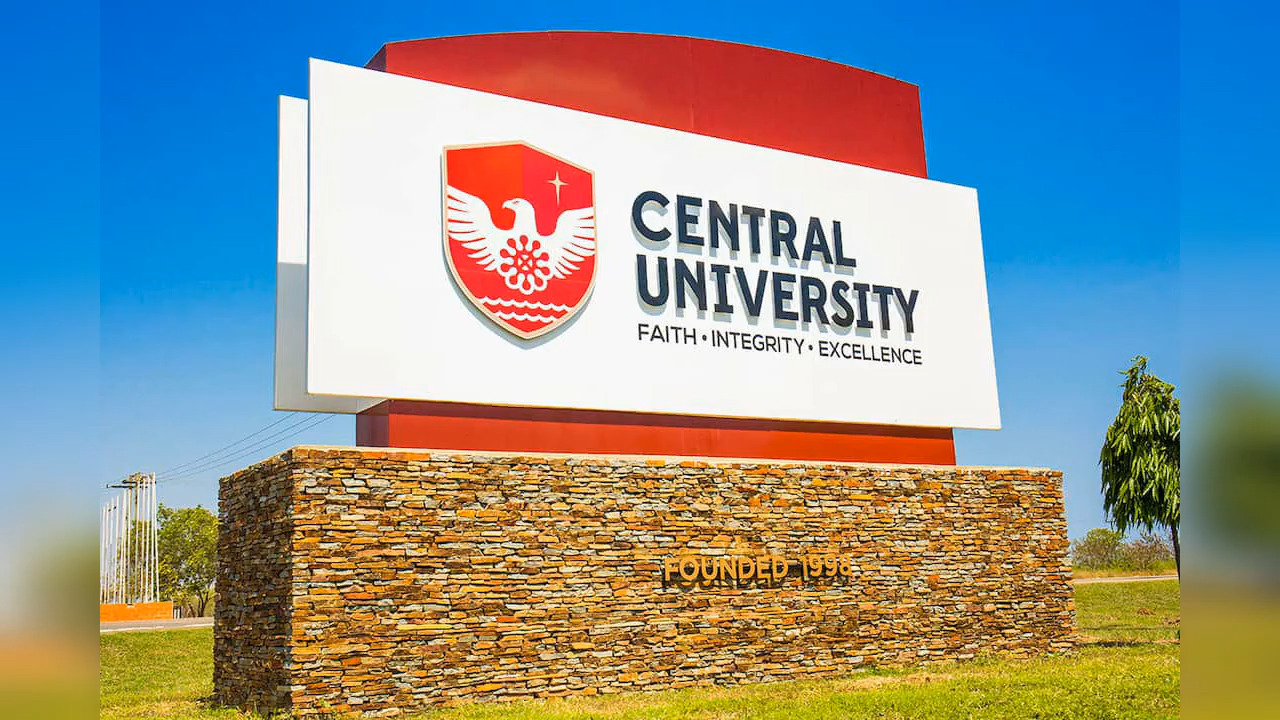 CENTRAL
UNIVERSITY
FAITH • INTEGRITY • EXCELLENCE
FOUNDED 1998